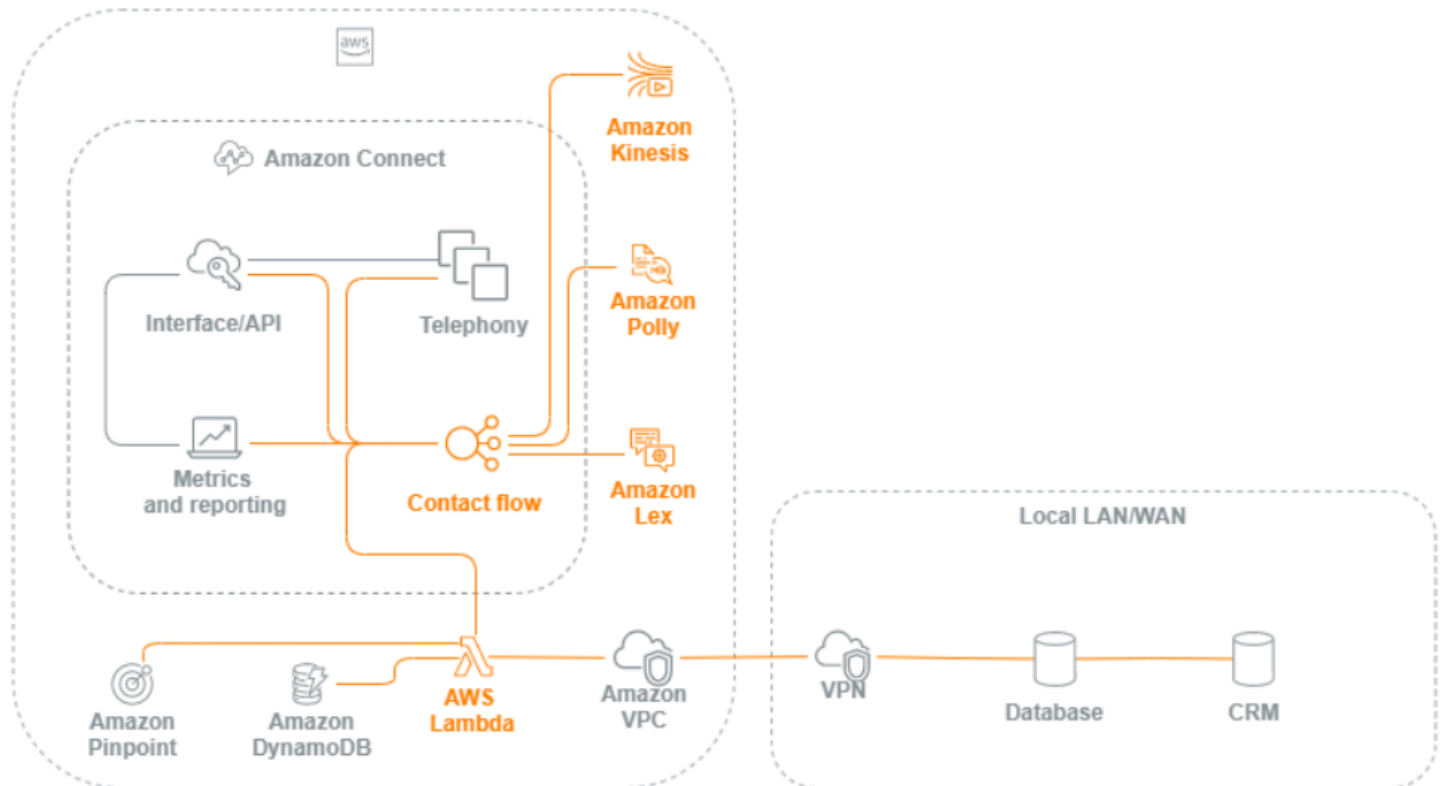 aws
Amazon
Kinesis
Amazon Connect
Amazon
Polly
Interface/API
Telephony
Metrics
and reporting
Contact flow
Amazon
Lex
Local LAN/WAN
Amazon
Pinpoint
Amazon
DynamoDB
AWS
Lambda
Amazon
VPC
VPN
Database
CRM